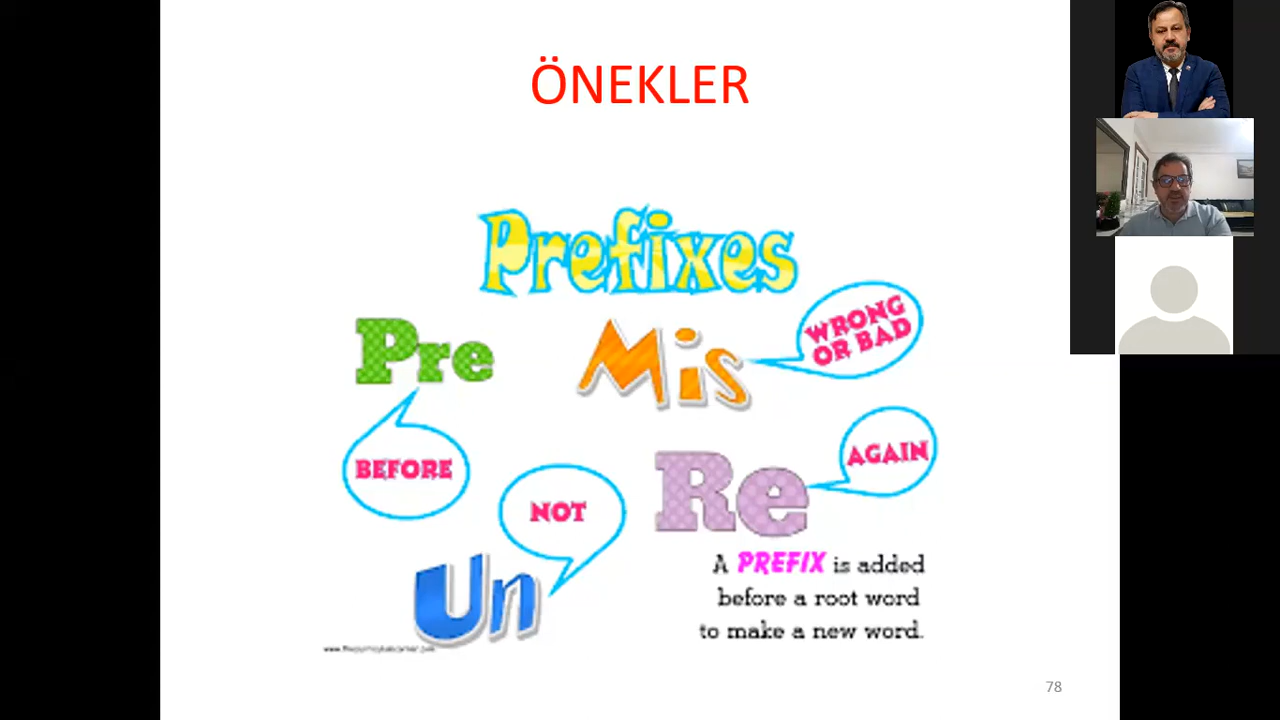 ÖNEKLER
Prefixes
Pre
Mis
WRONG
OR BAD
BEFORE
NOT
Re
AGAIN
Un
A PREFIX is added
before a root word
to make a new word.
78